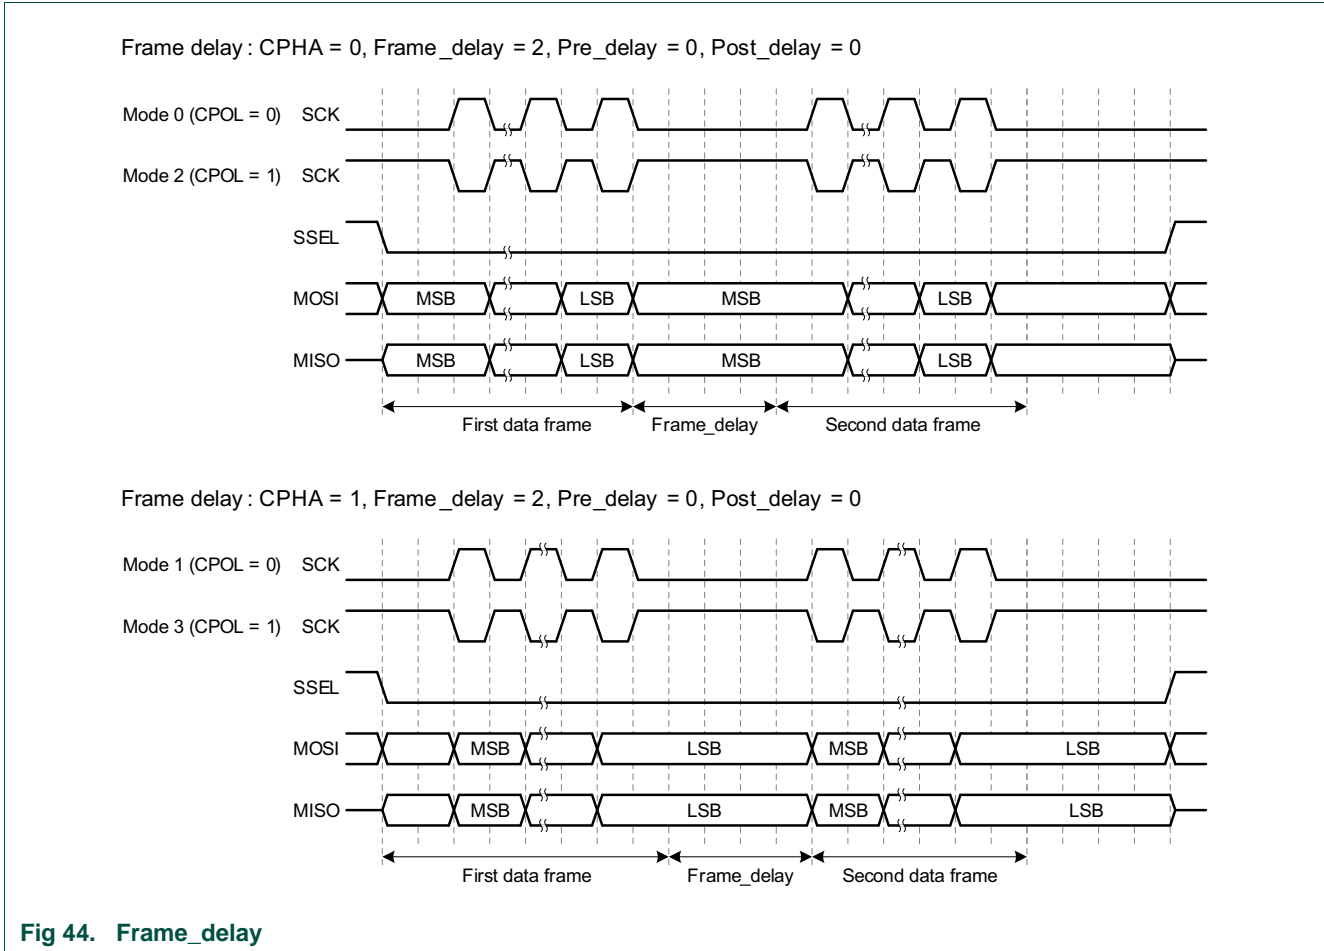 Frame delay : CPHA = 0, Frame_delay = 2, Pre_delay = 0, Post_delay = 0
Mode 0 (CPOL = 0) SCK
Mode 2 (CPOL = 1) SCK
SSEL
MOSI MSB LSB MSB LSB
MISO MSB LSB MSB LSB
First data frame Frame_delay Second data frame
Frame delay : CPHA = 1, Frame_delay = 2, Pre_delay = 0, Post_delay = 0
Mode 1 (CPOL = 0) SCK
Mode 3 (CPOL = 1) SCK
SSEL
MOSI MSB LSB MSB LSB
MISO MSB LSB MSB LSB
First data frame Frame_delay Second data frame
Fig 44. Frame_delay